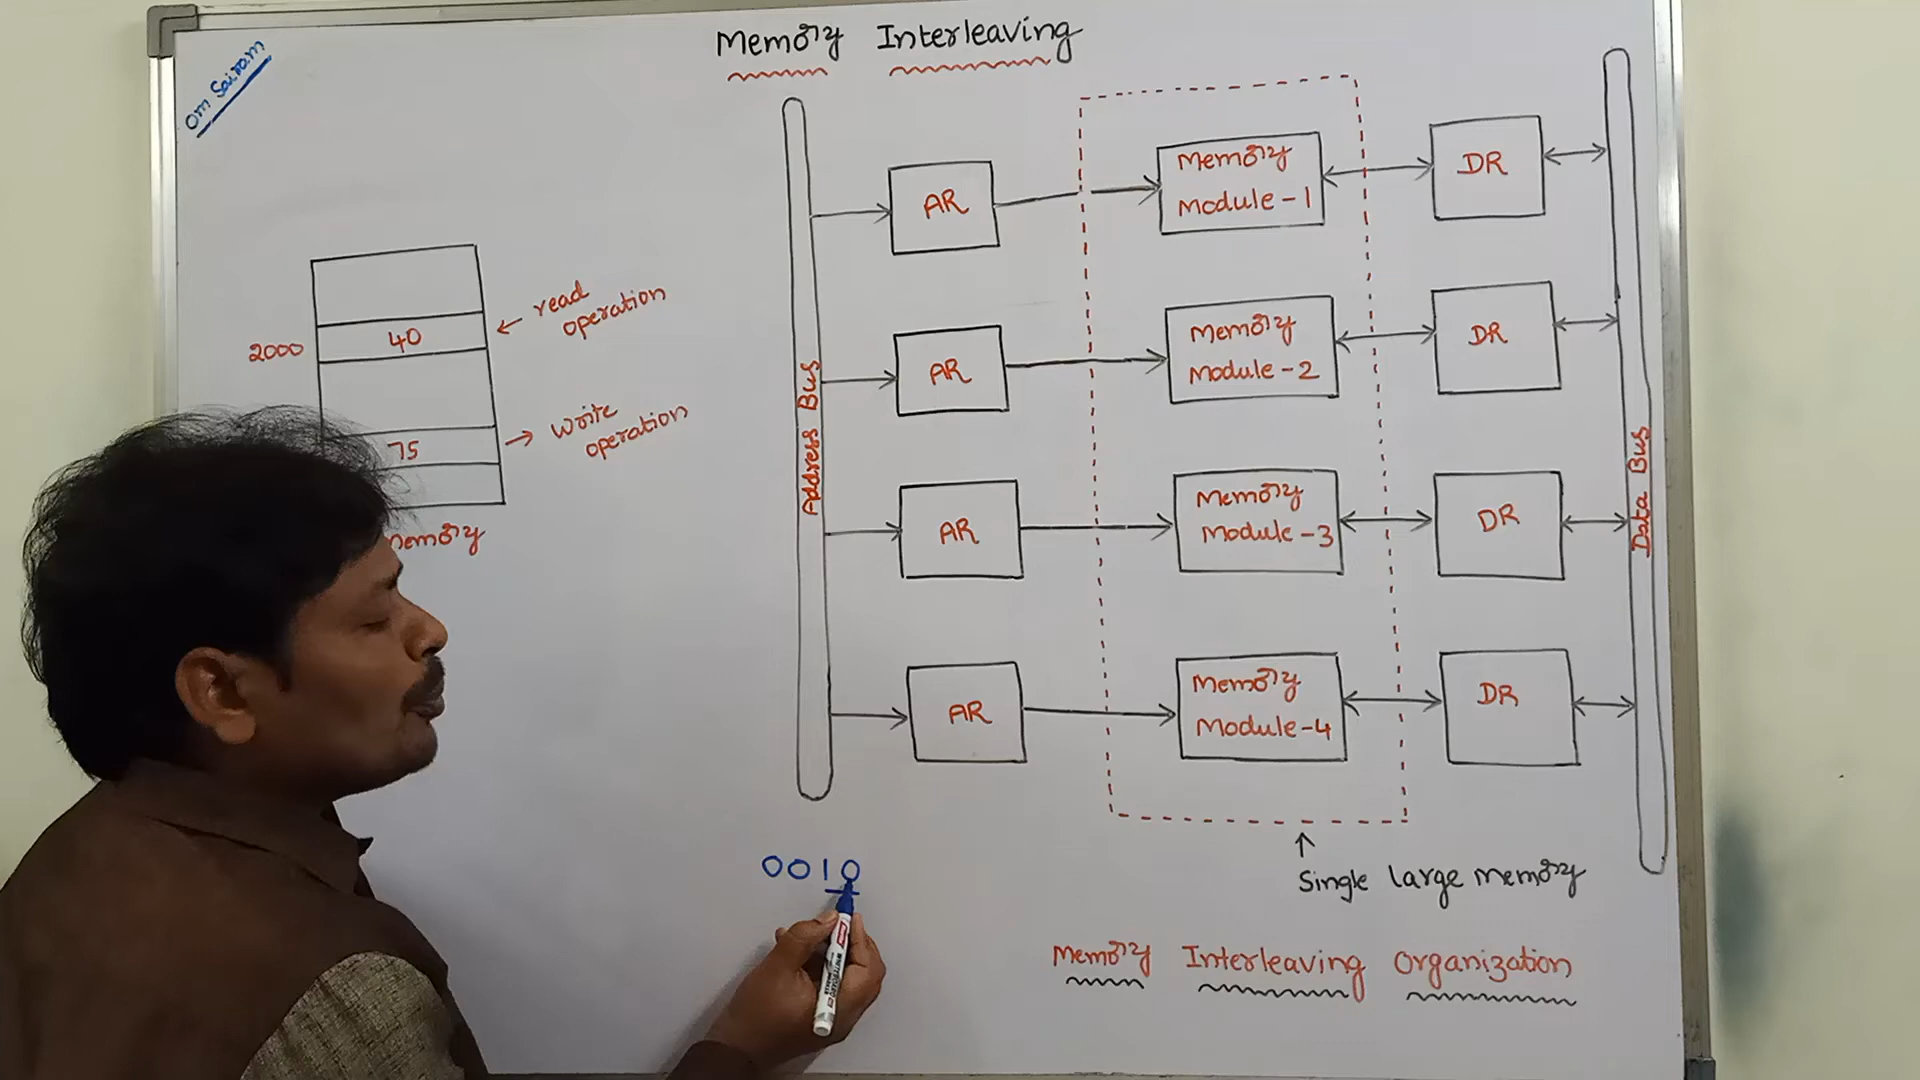 Om Sairam
Memory Interleaving
2000
40
read
operation
75
write
operation
memory
Address Bus
AR
Memory
Module-1
DR
AR
Memory
Module-2
DR
AR
Memory
Module-3
DR
AR
Memory
Module-4
DR
Data Bus
0010
Single large memory
Memory Interleaving organization